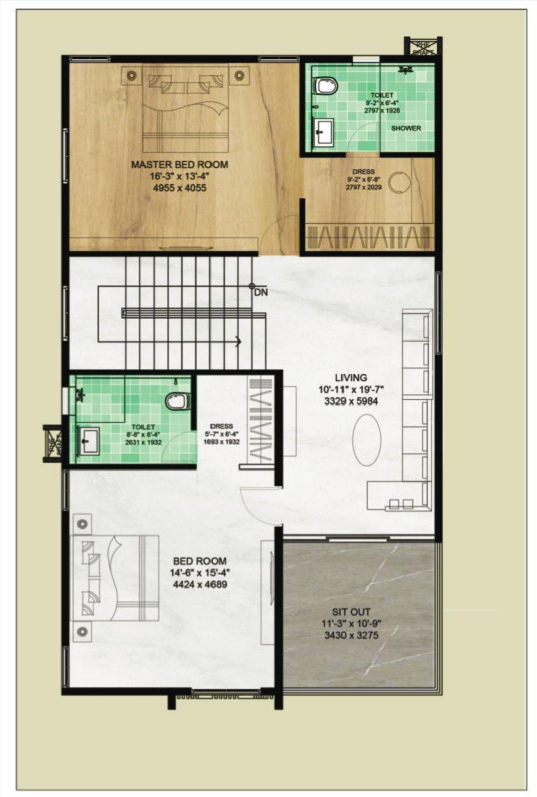 PHE
SHAFT
TOILET
9'-2" x 6'-4"
2797 x 1926
SHOWER
MASTER BED ROOM
16'-3" x 13'-4"
4955 x 4055
DRESS
9'-2" x 6'-8"
2797 x 2029
DN
LIVING
10'-11" x 19'-7"
3329 x 5984
TOILET
8'-8" x 6'-4"
2631 x 1932
DRESS
5'-7" x 6'-4"
1693 x 1932
BED ROOM
14'-6" x 15'-4"
4424 x 4689
SIT OUT
11'-3" x 10'-9"
3430 x 3275